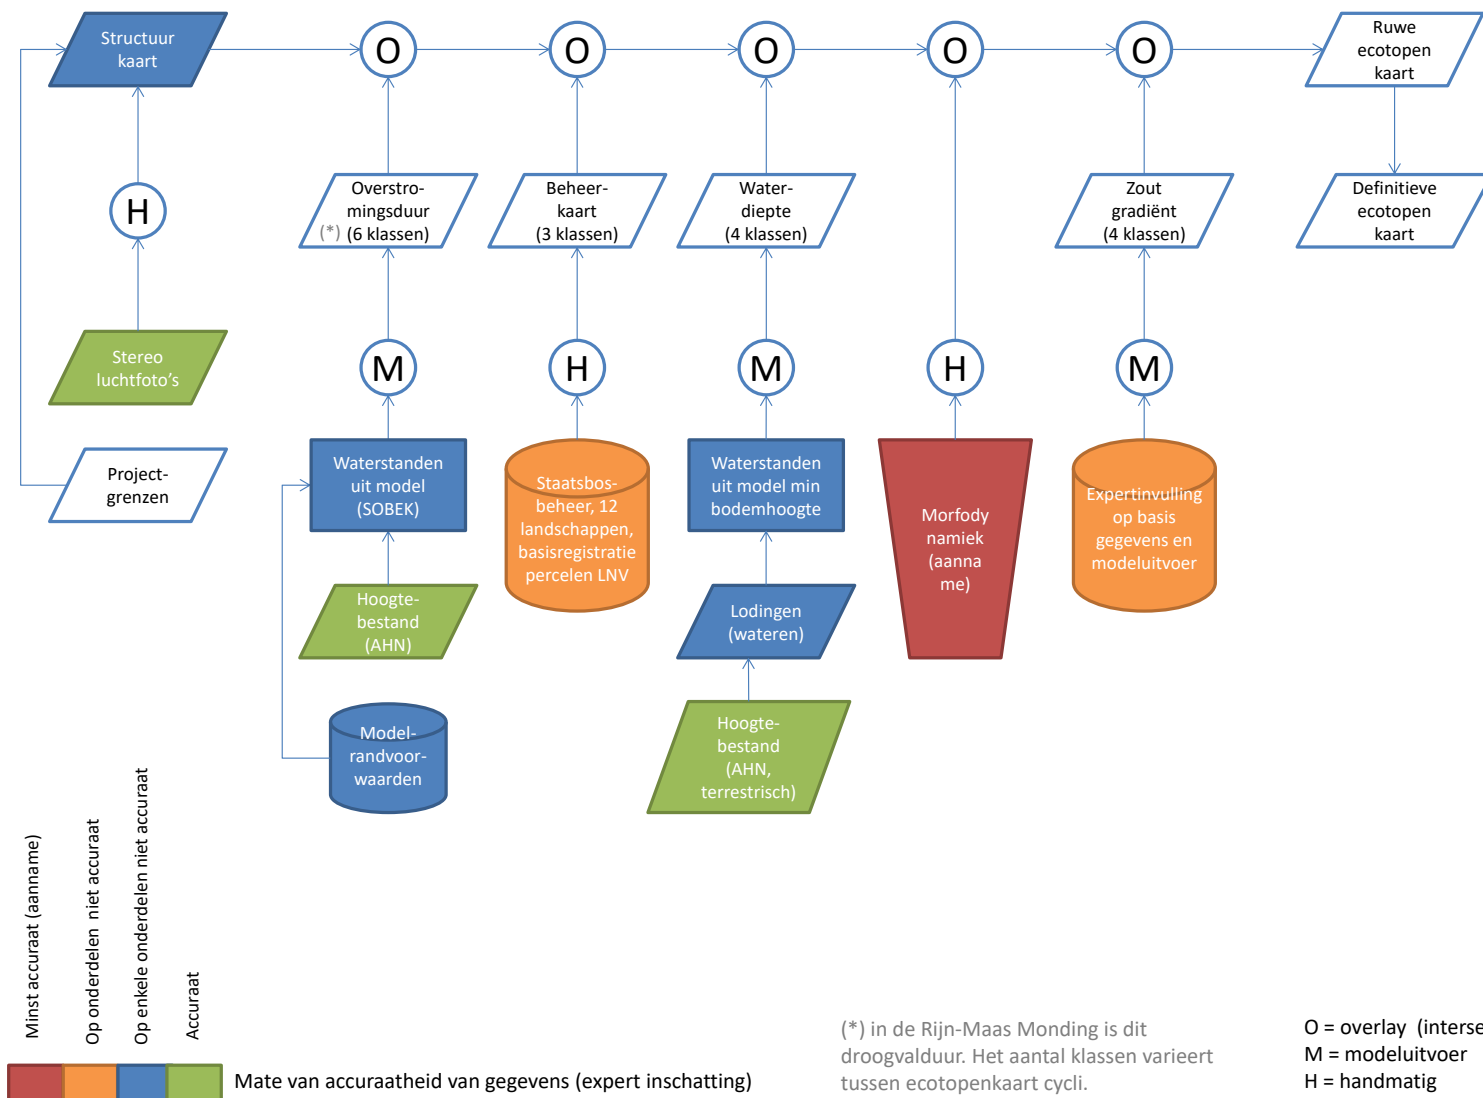 Structuur
kaart
O
O
O
O
O
Ruwe
ecotopen
kaart
H
Overstro-
mingsduur
(*) (6 klassen)
Beheer-
kaart
(3 klassen)
Water-
diepte
(4 klassen)
Zout
gradiënt
(4 klassen)
Definitieve
ecotopen
kaart
Stereo
luchtfoto's
M
H
M
H
M
Project-
grenzen
Waterstanden
uit model
(SOBEK)
Staatsbos-
beheer, 12
landschappen,
basisregistratie
percelen LNV
Waterstanden
uit model min
bodemhoogte
Morfody
namiek
(aanna
me)
Expertinvulling
op basis
gegevens en
modeluitvoer
Hoogte-
bestand
(AHN)
Lodingen
(wateren)
Model-
randvoor-
waarden
Hoogte-
bestand
(AHN,
terrestrisch)
Minst accuraat (aanname)
Op onderdelen niet accuraat
Op enkele onderdelen niet accuraat
Accuraat
Mate van accuraatheid van gegevens (expert inschatting)
(*) in de Rijn-Maas Monding is dit
droogvalduur. Het aantal klassen varieert
tussen ecotopenkaart cycli.
O = overlay (interse
M = modeluitvoer
H = handmatig